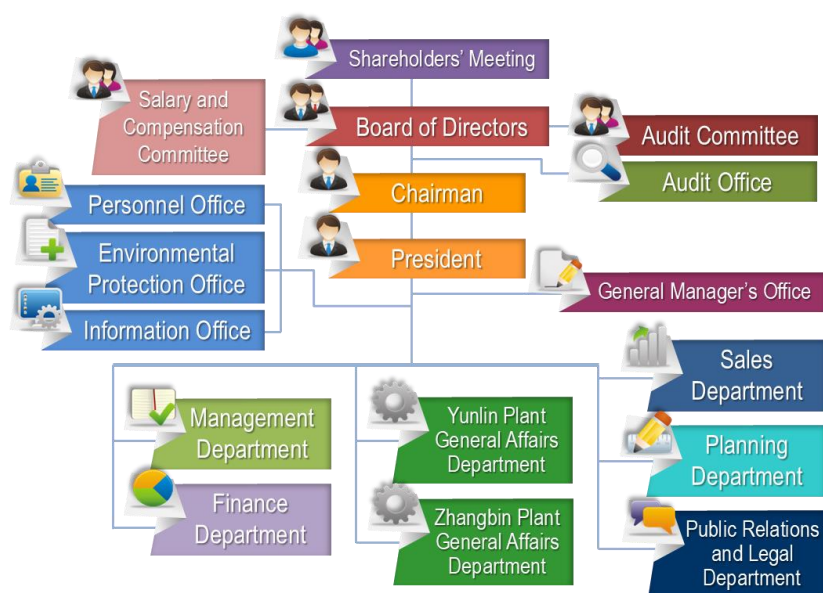 Shareholders' Meeting
Salary and
Compensation
Committee
Board of Directors
Audit Committee
Audit Office
Chairman
Personnel Office
Environmental
Protection Office
President
General Manager's Office
Information Office
Sales
Department
Management
Department
Yunlin Plant
General Affairs
Department
Planning
Department
Finance
Department
Zhangbin Plant
General Affairs
Department
Public Relations
and Legal
Department